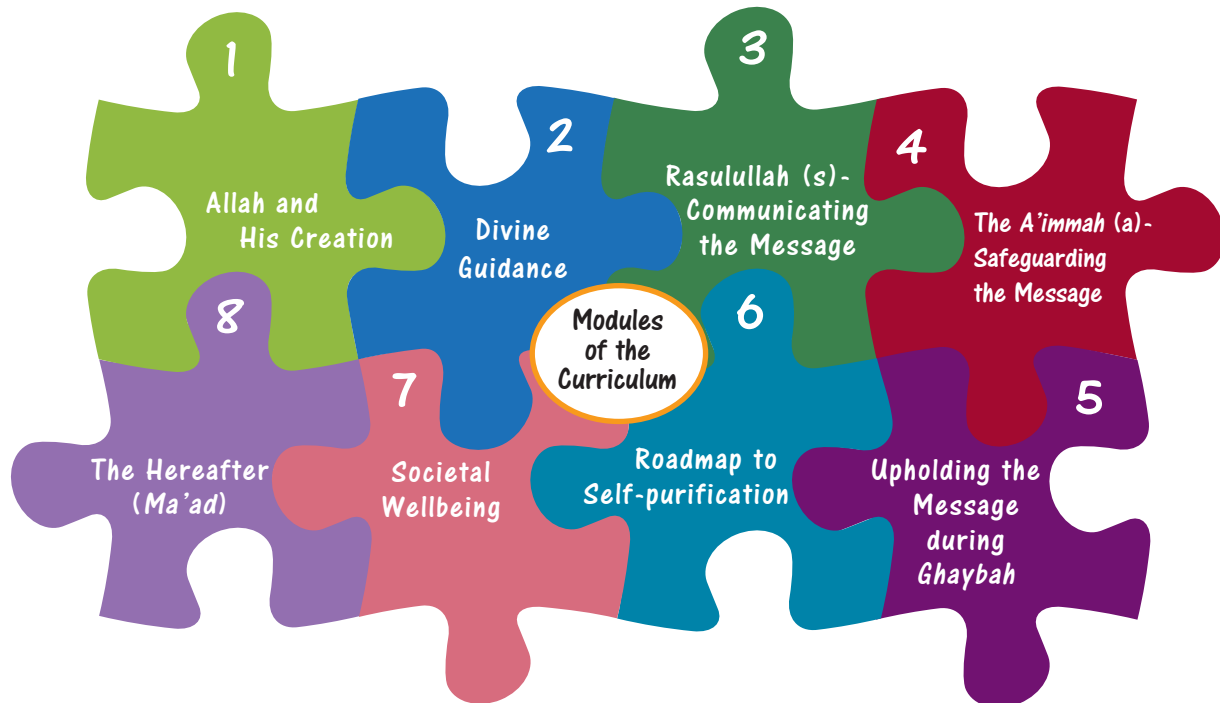 1
Allah and
His Creation
2
Divine
Guidance
3
Rasulullah (s)-
Communicating
the Message
4
The A'immah (a)-
Safeguarding
the Message
Modules
of the
Curriculum
8
The Hereafter
(Ma'ad)
7
Societal
Wellbeing
6
Roadmap to
Self-purification
5
Upholding the
Message
during
Ghaybah